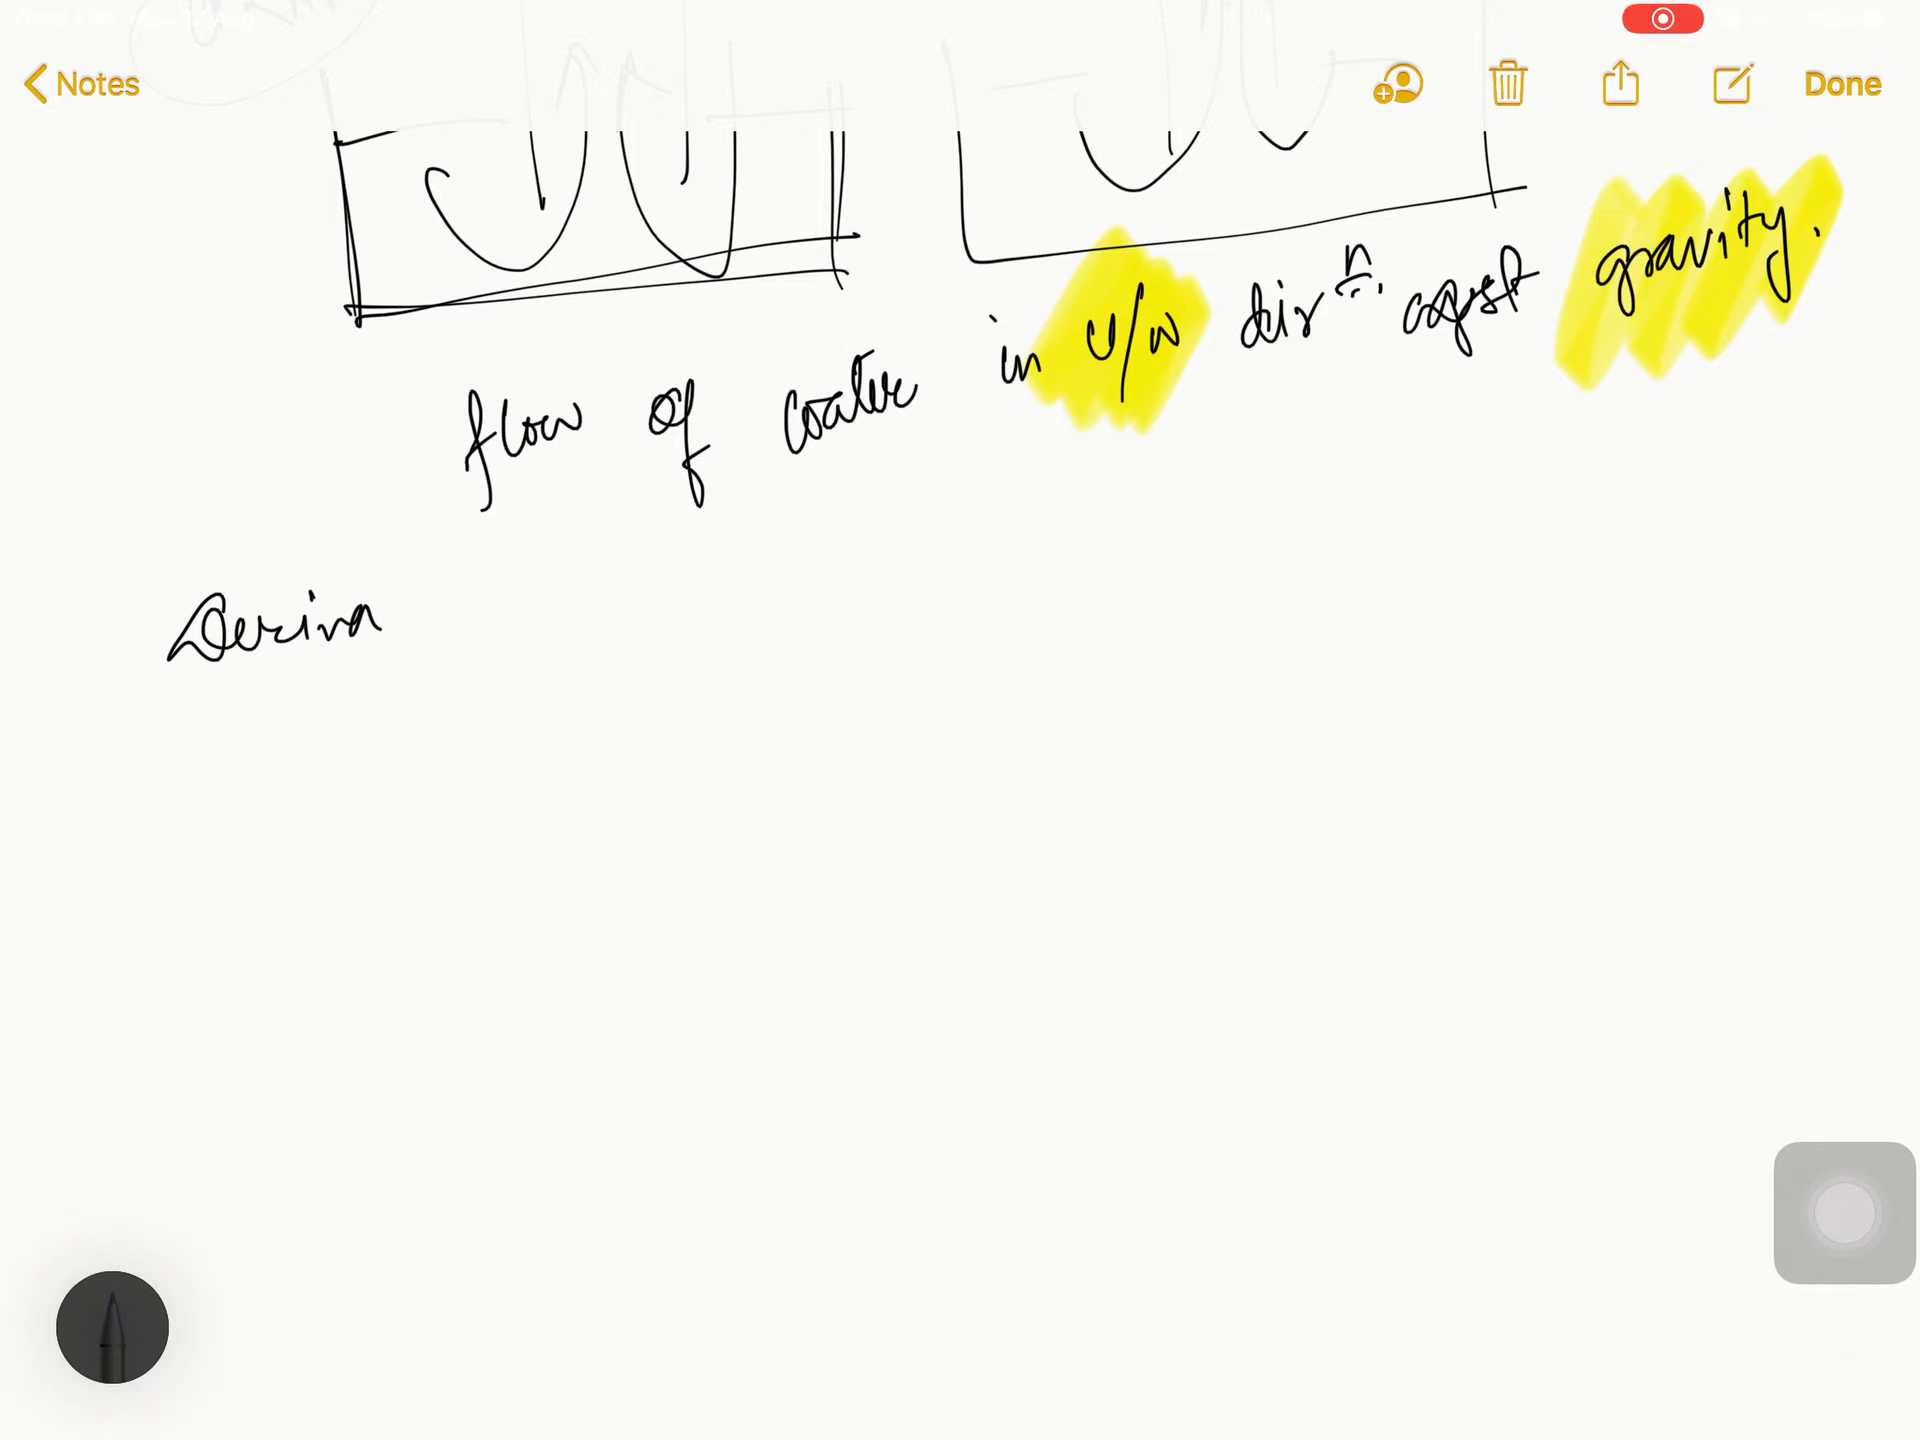 Notes
Done
flow of water in U/W dirⁿ. agst gravity.
Deriva